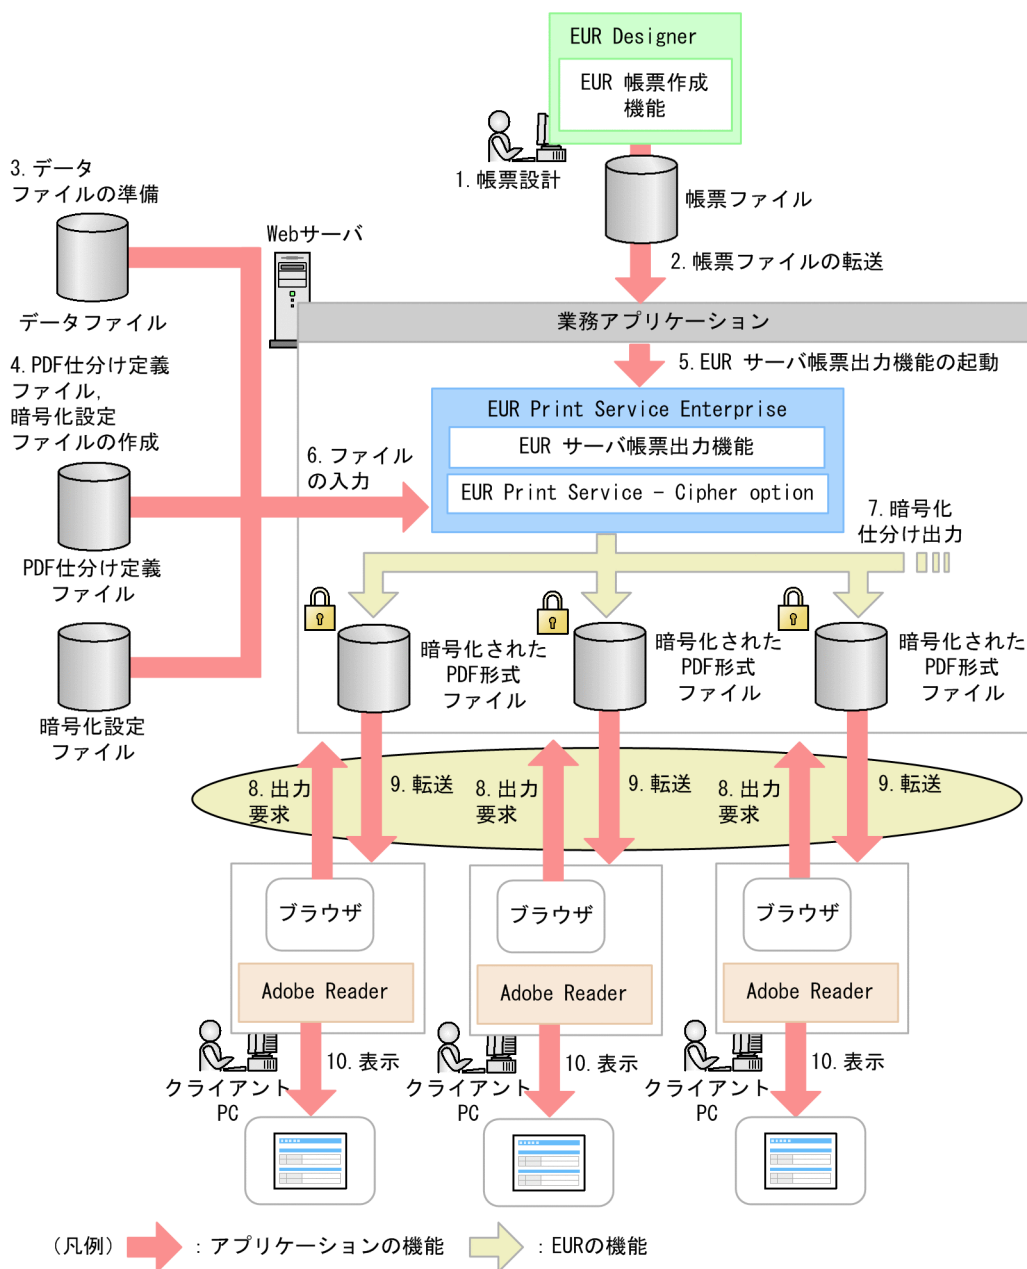 EUR Designer
EUR 帳票作成
機能
1.帳票設計
帳票ファイル
2.帳票ファイルの転送
3.データ
ファイルの準備
データファイル
Webサーバ
業務アプリケーション
4.PDF仕分け定義
ファイル,
暗号化設定
ファイルの作成
5.EUR サーバ帳票出力機能の起動
EUR Print Service Enterprise
EUR サーバ帳票出力機能
EUR Print Service − Cipher option
6.ファイル
の入力
PDF仕分け定義
ファイル
7.暗号化
仕分け出力
暗号化設定
ファイル
暗号化された
PDF形式
ファイル
暗号化された
PDF形式
ファイル
暗号化された
PDF形式
ファイル
8.出力
要求
9.転送
8.出力
要求
9.転送
8.出力
要求
9.転送
ブラウザ
ブラウザ
ブラウザ
Adobe Reader
Adobe Reader
Adobe Reader
10.表示
10.表示
10.表示
クライアント
PC
クライアント
PC
クライアント
PC
(凡例)
:アプリケーションの機能
:EURの機能